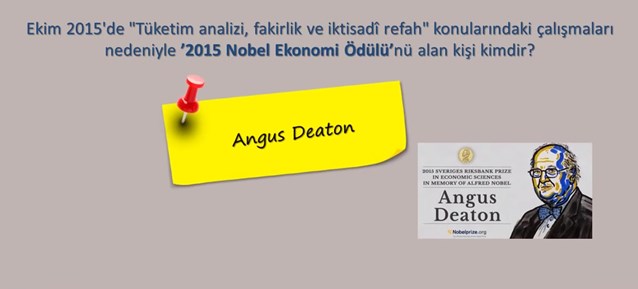 Ekim 2015'de "Tüketim analizi, fakirlik ve iktisadî refah" konularındaki çalışmaları
nedeniyle ’2015 Nobel Ekonomi Ödülü’nü alan kişi kimdir?
Angus Deaton
2015 SVERIGES RIKSBANK PRIZE
IN ECONOMIC SCIENCES
IN MEMORY OF ALFRED NOBEL
Angus
Deaton
Nobelprize.org